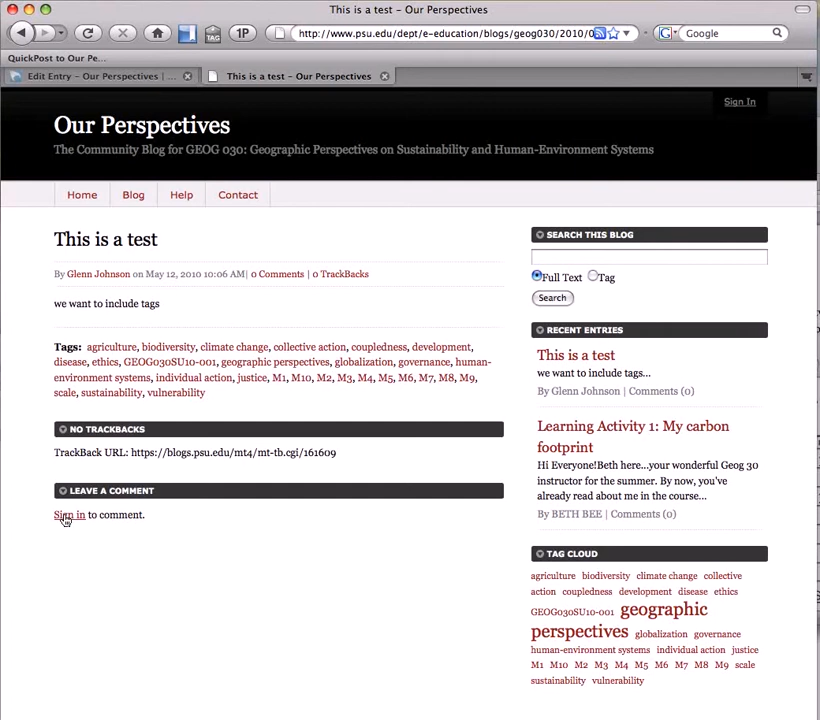 This is a test - Our Perspectives
1P
TAG
http://www.psu.edu/dept/e-education/blogs/geog030/2010/0
Google
QuickPost to Our Pe...
Edit Entry - Our Perspectives | ...
This is a test - Our Perspectives
Sign In
Our Perspectives
The Community Blog for GEOG 030: Geographic Perspectives on Sustainability and Human-Environment Systems
Home
Blog
Help
Contact
This is a test
By Glenn Johnson on May 12, 2010 10:06 AM| 0 Comments | 0 TrackBacks
we want to include tags
Tags: agriculture, biodiversity, climate change, collective action, coupledness, development,
disease, ethics, GEOG030SU10-001, geographic perspectives, globalization, governance, human-
environment systems, individual action, justice, M1, M10, M2, M3, M4, M5, M6, M7, M8, M9,
scale, sustainability, vulnerability
NO TRACKBACKS
TrackBack URL: https://blogs.psu.edu/mt4/mt-tb.cgi/161609
LEAVE A COMMENT
Sign in to comment.
SEARCH THIS BLOG
Full Text Tag
Search
RECENT ENTRIES
This is a test
we want to include tags...
By Glenn Johnson | Comments (0)
Learning Activity 1: My carbon
footprint
Hi Everyone!Beth here...your wonderful Geog 30
instructor for the summer. By now, you've
already read about me in the course...
By BETH BEE | Comments (0)
TAG CLOUD
agriculture biodiversity climate change collective
action coupledness development disease ethics
GEOG030SU10-001 geographic
perspectives globalization governance
human-environment systems individual action justice
M1 M10 M2 M3 M4 M5 M6 M7 M8 M9 scale
sustainability vulnerability